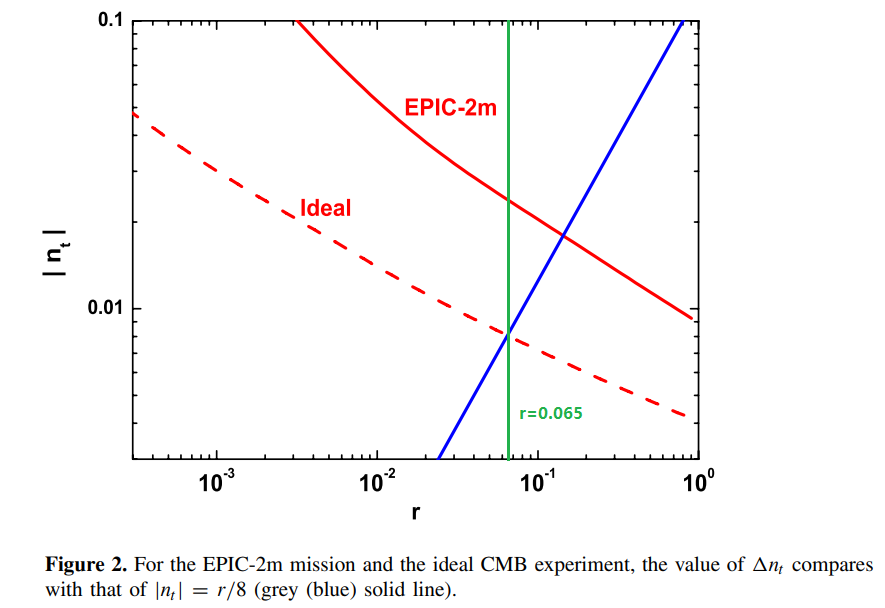 0.1
EPIC-2m
Ideal
| n_t |
0.01
r=0.065
10^-3 10^-2 10^-1 10^0
r
Figure 2. For the EPIC-2m mission and the ideal CMB experiment, the value of Δn_t compares
with that of |n_t| = r/8 (grey (blue) solid line).